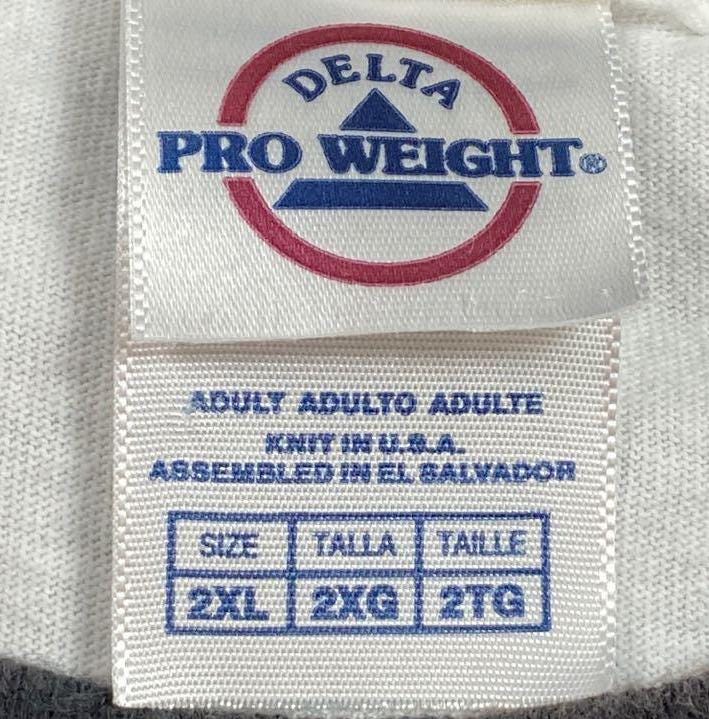 DELTA
PRO WEIGHT®
ADULT ADULTO ADULTE
KNIT IN U.S.A.
ASSEMBLED IN EL SALVADOR
SIZE TALLA TAILLE
2XL 2XG 2TG